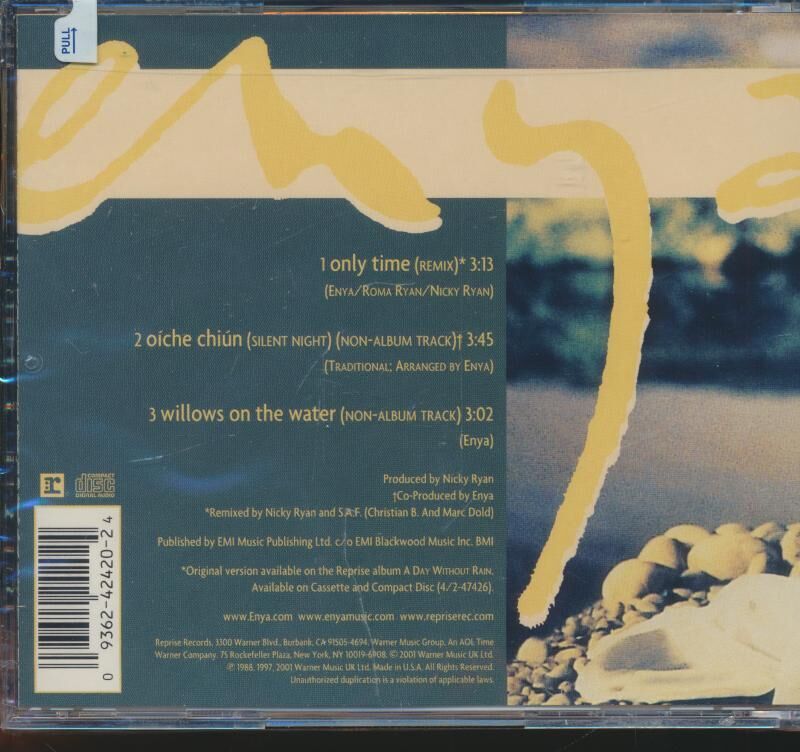 PULL
enya
1 only time (REMIX)* 3:13
(ENYA/ROMA RYAN/NICKY RYAN)
2 oíche chiún (SILENT NIGHT) (NON-ALBUM TRACK)† 3:45
(TRADITIONAL; ARRANGED BY ENYA)
3 willows on the water (NON-ALBUM TRACK) 3:02
(Enya)
Produced by Nicky Ryan
†Co-Produced by Enya
*Remixed by Nicky Ryan and S.A.F. (Christian B. And Marc Dold)
Published by EMI Music Publishing Ltd. c/o EMI Blackwood Music Inc. BMI
*Original version available on the Reprise album A DAY WITHOUT RAIN.
Available on Cassette and Compact Disc (4/2-47426).
www.Enya.com www.enyamusic.com www.repriserec.com
Reprise Records, 3300 Warner Blvd., Burbank, CA 91505-4694. Warner Music Group, An AOL Time
Warner Company. 75 Rockefeller Plaza, New York, NY 10019-6908. © 2001 Warner Music UK Ltd.
℗ 1988, 1997, 2001 Warner Music UK Ltd. Made in U.S.A. All Rights Reserved.
Unauthorized duplication is a violation of applicable laws.
r
COMPACT
disc
DIGITAL AUDIO
0 9362-42420-2 4